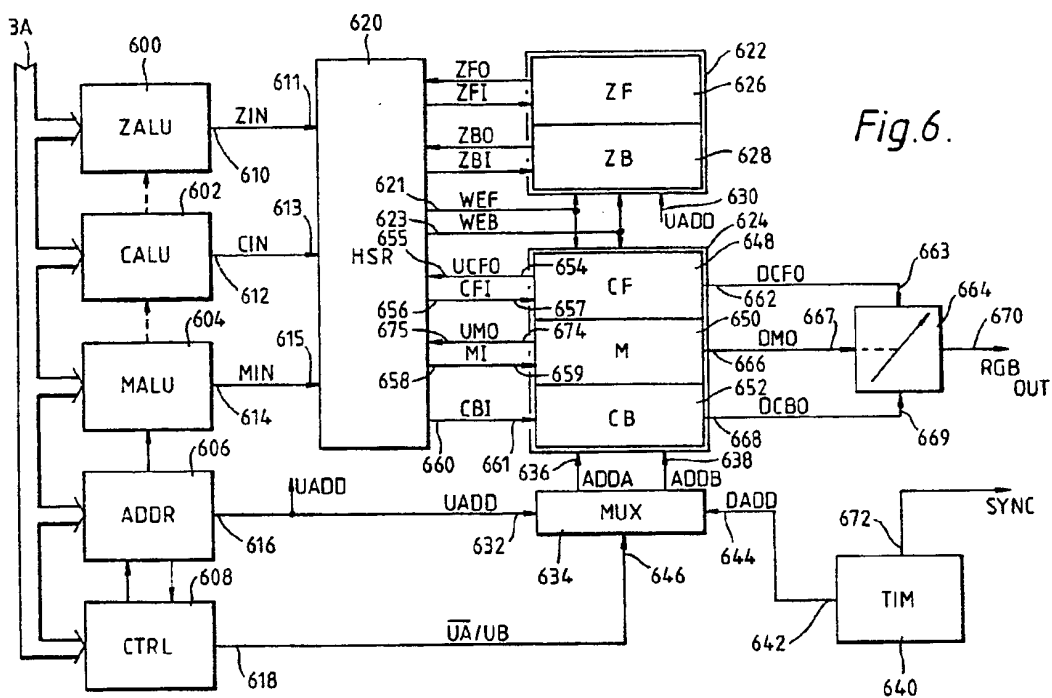 3A
600
620
622
ZFO
611
ZFI
ZF
626
ZALU
ZIN
ZBO
ZBI
ZB
628
610
602
621
WEF
630
613
623
WEB
UADD
624
655
648
CALU
CIN
HSR
UCFO
654
DCFO
663
CFI
CF
662
664
612
656
657
604
675
UMO
674
650
667
670
615
MI
M
DMO
MALU
MIN
658
659
666
RGB
OUT
652
614
CBI
CB
DCBO
606
660
661
668
669
636
638
ADDA
ADDB
UADD
DADD
SYNC
ADDR
UADD
MUX
672
616
632
644
608
634
646
TIM
CTRL
U̅A̅/UB
642
618
640
Fig.6.